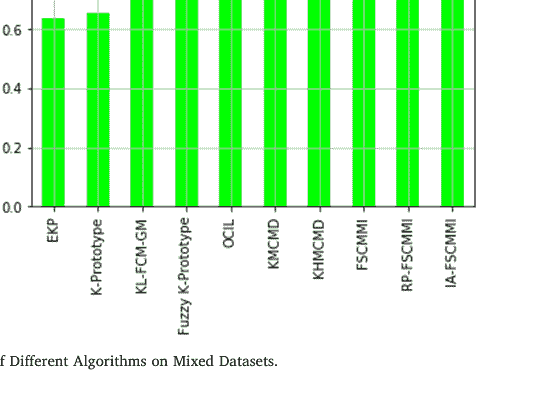 0.6
0.4
0.2
0.0
EKP
K-Prototype
KL-FCM-GM
Fuzzy K-Prototype
OCIL
KMCMD
KHMCMD
FSCMMI
RP-FSCMMI
IA-FSCMMI
f Different Algorithms on Mixed Datasets.